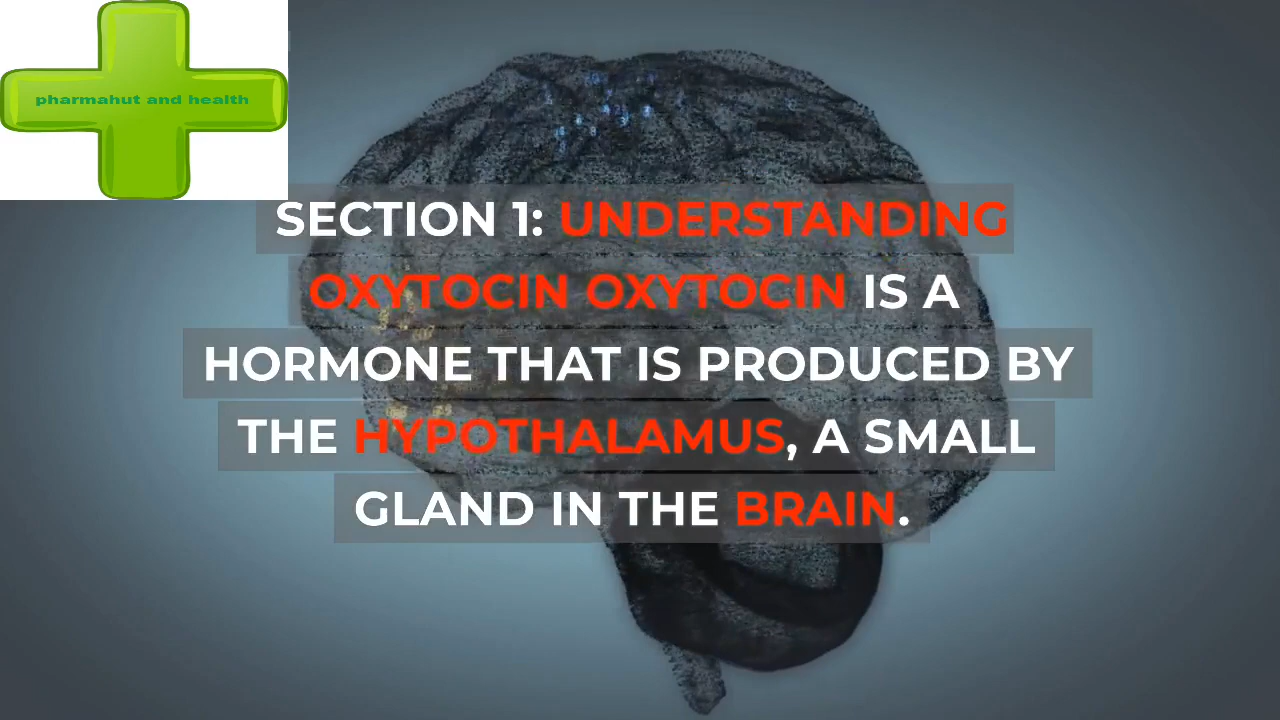 pharmahut and health
SECTION 1: UNDERSTANDING
OXYTOCIN OXYTOCIN IS A
HORMONE THAT IS PRODUCED BY
THE HYPOTHALAMUS, A SMALL
GLAND IN THE BRAIN.